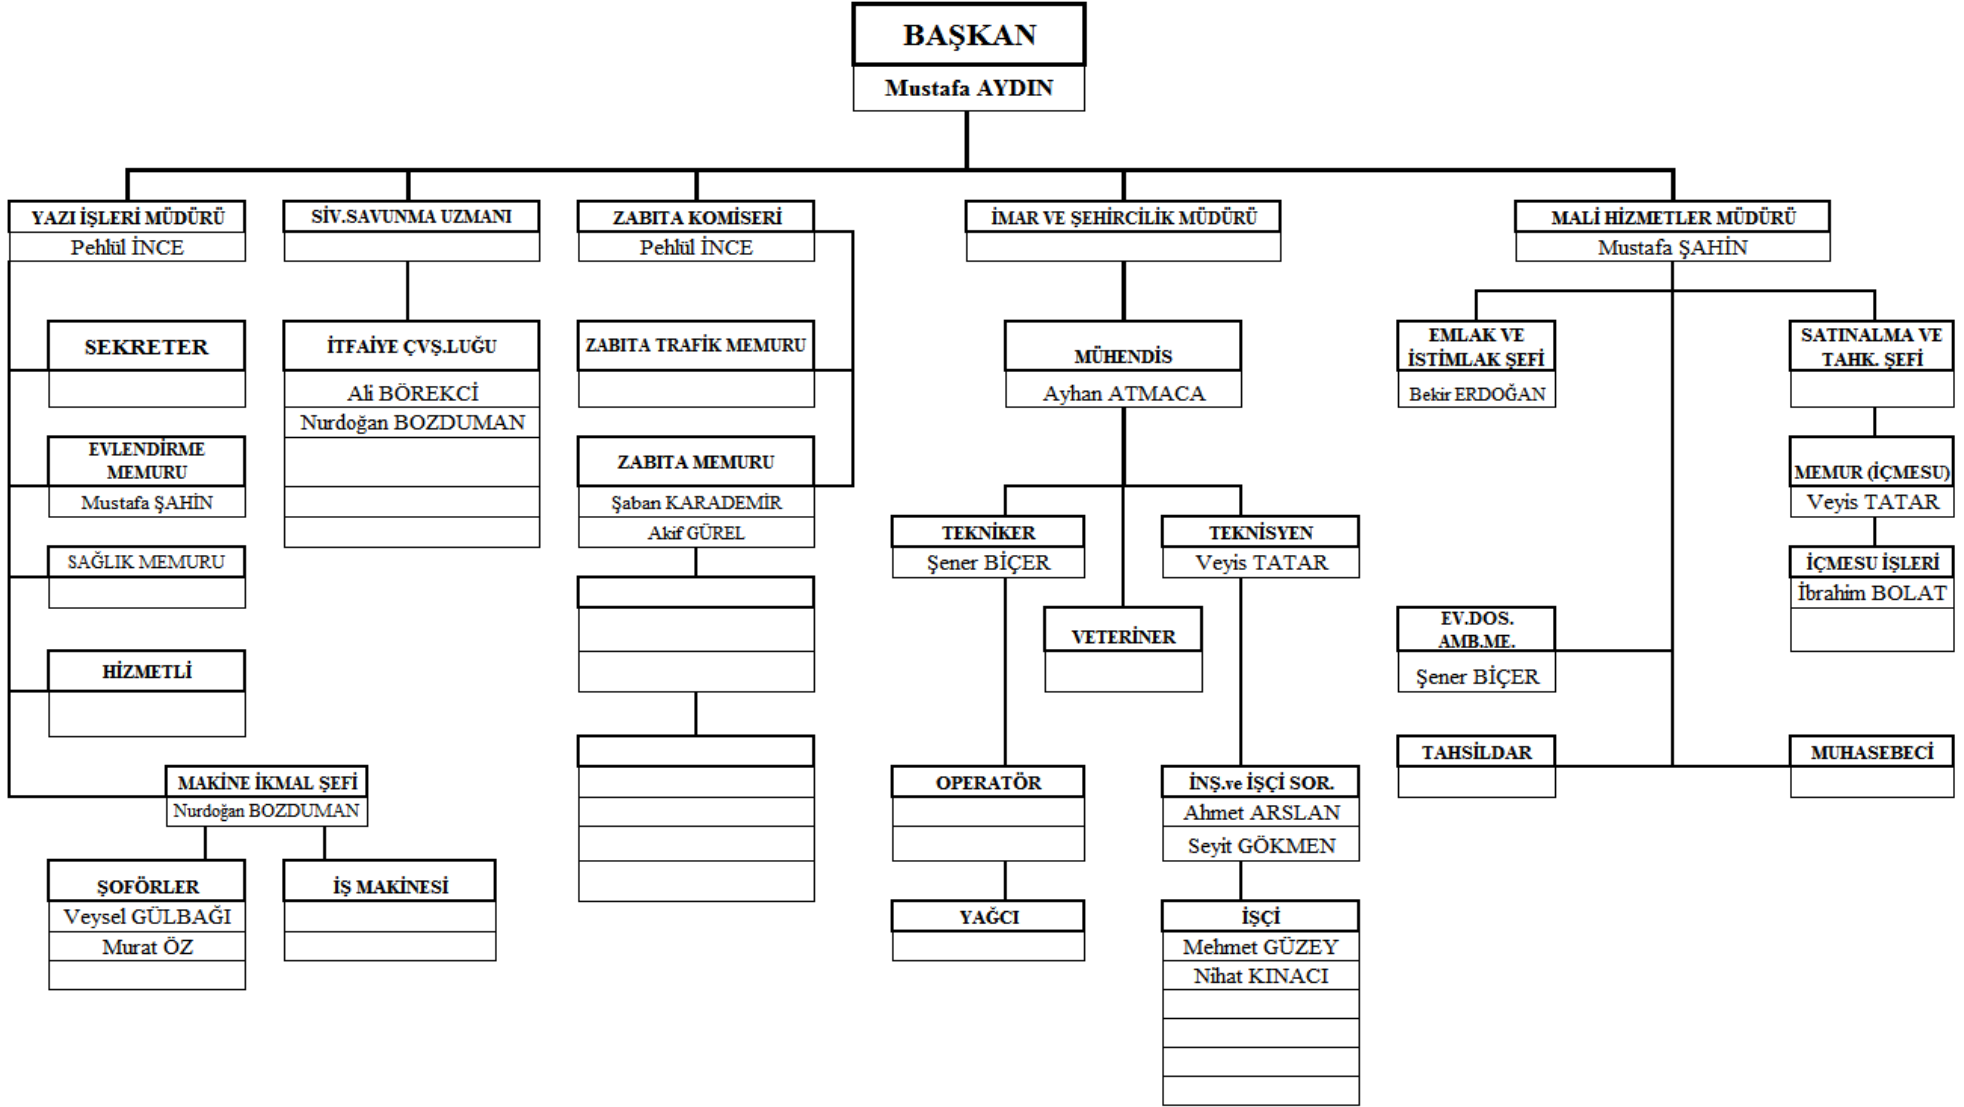 BAŞKAN
Mustafa AYDIN
YAZI İŞLERİ MÜDÜRÜ
Pehlül İNCE
SİV.SAVUNMA UZMANI
ZABITA KOMİSERİ
Pehlül İNCE
İMAR VE ŞEHİRCİLİK MÜDÜRÜ
MALİ HİZMETLER MÜDÜRÜ
Mustafa ŞAHİN
SEKRETER
İTFAİYE ÇVŞ.LUĞU
Ali BÖREKCİ
Nurdoğan BOZDUMAN
ZABITA TRAFİK MEMURU
MÜHENDİS
Ayhan ATMACA
EMLAK VE
İSTİMLAK ŞEFİ
Bekir ERDOĞAN
SATINALMA VE
TAHK. ŞEFİ
EVLENDİRME
MEMURU
Mustafa ŞAHİN
ZABITA MEMURU
Şaban KARADEMİR
Akif GÜREL
MEMUR (İÇMESU)
Veyis TATAR
TEKNİKER
Şener BİÇER
TEKNİSYEN
Veyis TATAR
SAĞLIK MEMURU
İÇMESU İŞLERİ
İbrahim BOLAT
VETERİNER
EV.DOS.
AMB.ME.
Şener BİÇER
HİZMETLİ
TAHSİLDAR
MUHASEBECİ
MAKİNE İKMAL ŞEFİ
Nurdoğan BOZDUMAN
OPERATÖR
İNŞ.ve İŞÇİ SOR.
Ahmet ARSLAN
Seyit GÖKMEN
ŞOFÖRLER
Veysel GÜLBAĞI
Murat ÖZ
İŞ MAKİNESİ
YAĞCI
İŞÇİ
Mehmet GÜZEY
Nihat KINACI